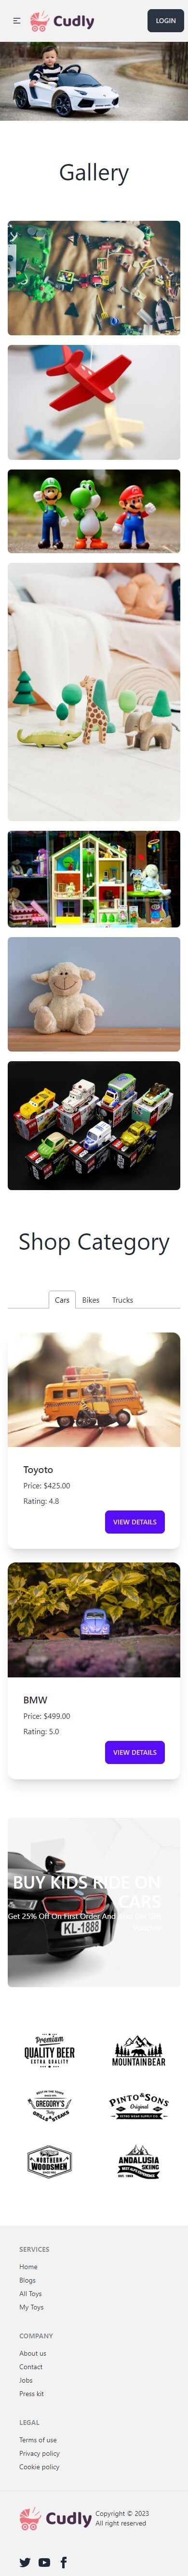 Cudly
LOGIN
Gallery
Shop Category
Cars
Bikes
Trucks
Toyoto
Price: $425.00
Rating: 4.8
VIEW DETAILS
BMW
Price: $499.00
Rating: 5.0
VIEW DETAILS
BUY KIDS RIDE ON
CARS
Get 25% Off On First Order And
KL-1888
Premium
QUALITY BEER
EXTRA QUALITY
MOUNTAINBEAR
GREGORY'S
GRILL & STEAKS
PINTO & SONS
Original
NORTHERN
WOODSMEN
ANDALUSIA
SKIING
SERVICES
Home
Blogs
All Toys
My Toys
COMPANY
About us
Contact
Jobs
Press kit
LEGAL
Terms of use
Privacy policy
Cookie policy
Cudly
Copyright © 2023
All right reserved